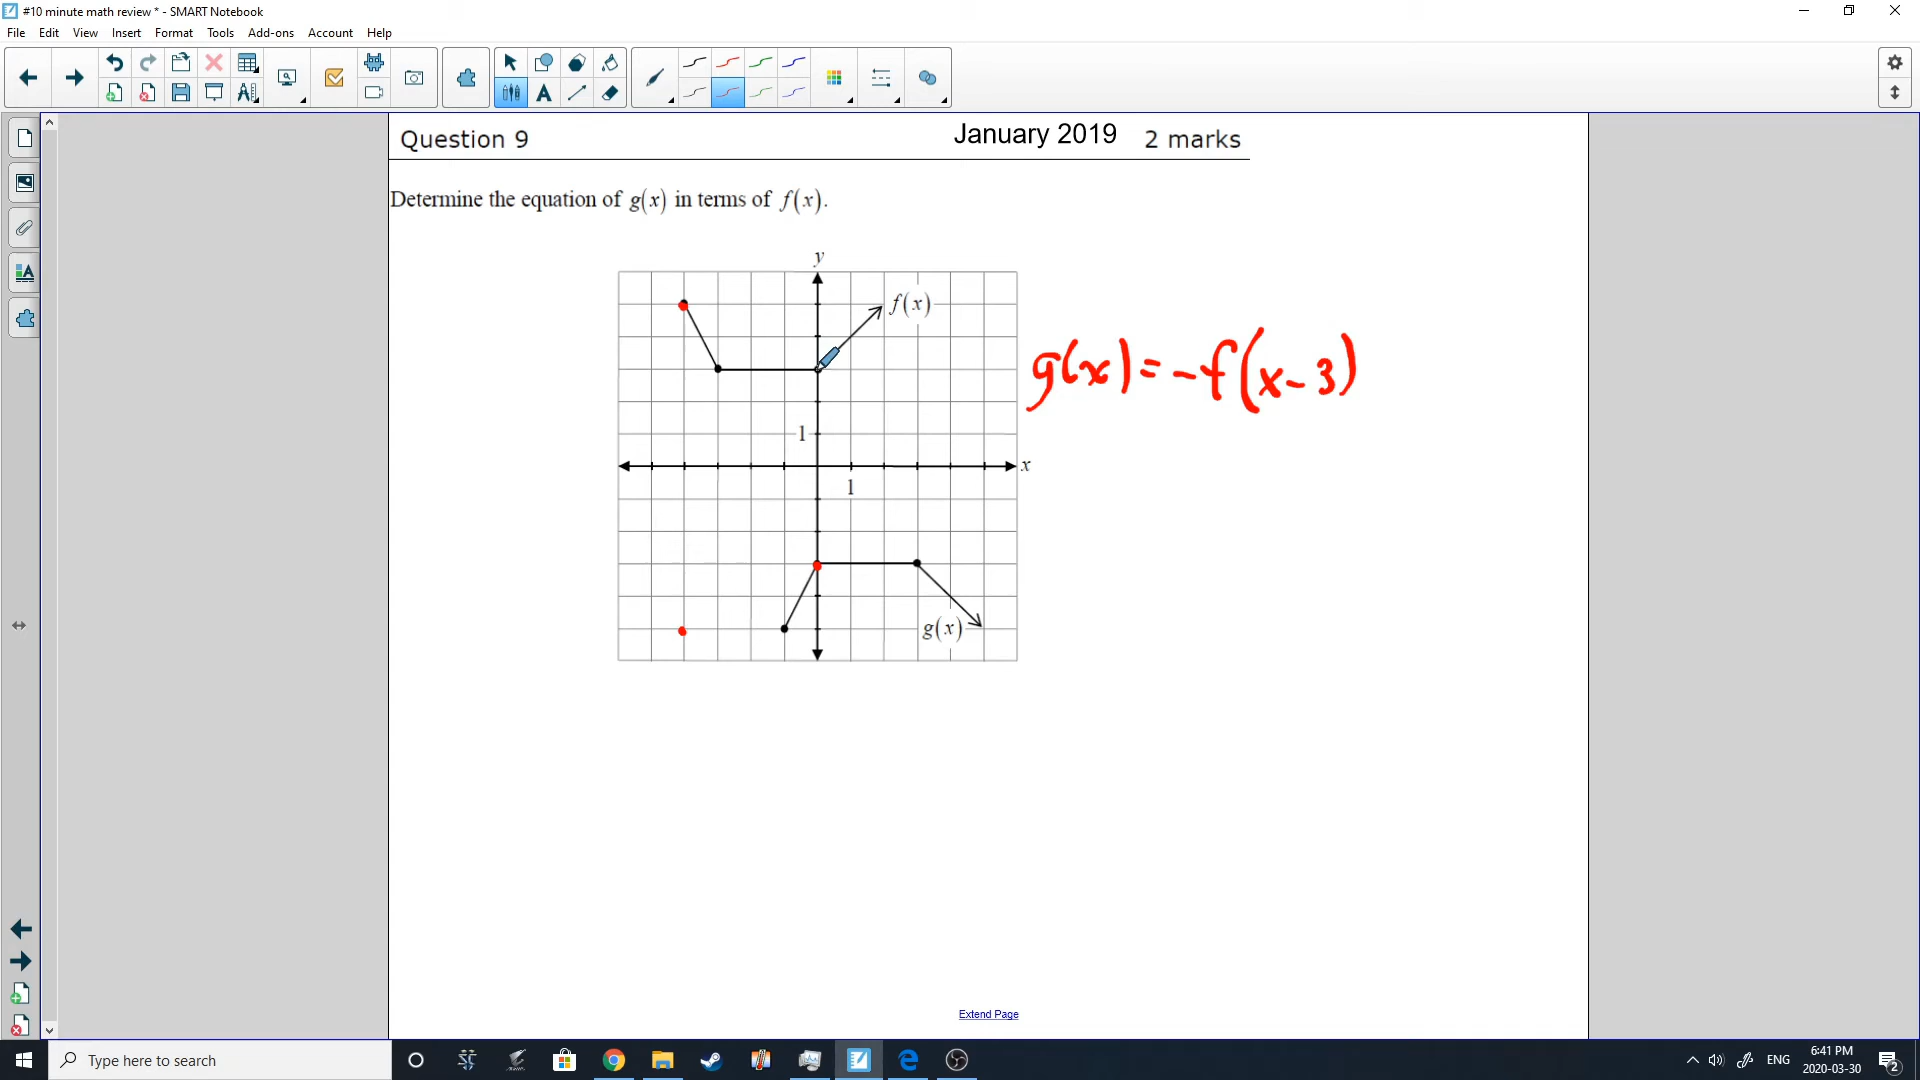 #10 minute math review * - SMART Notebook
File Edit View Insert Format Tools Add-ons Account Help
Question 9 January 2019 2 marks
Determine the equation of g(x) in terms of f(x).
y
f(x)
g(x) = -f(x-3)
1
x
1
g(x)
Extend Page
Type here to search
ENG
6:41 PM
2020-03-30
2